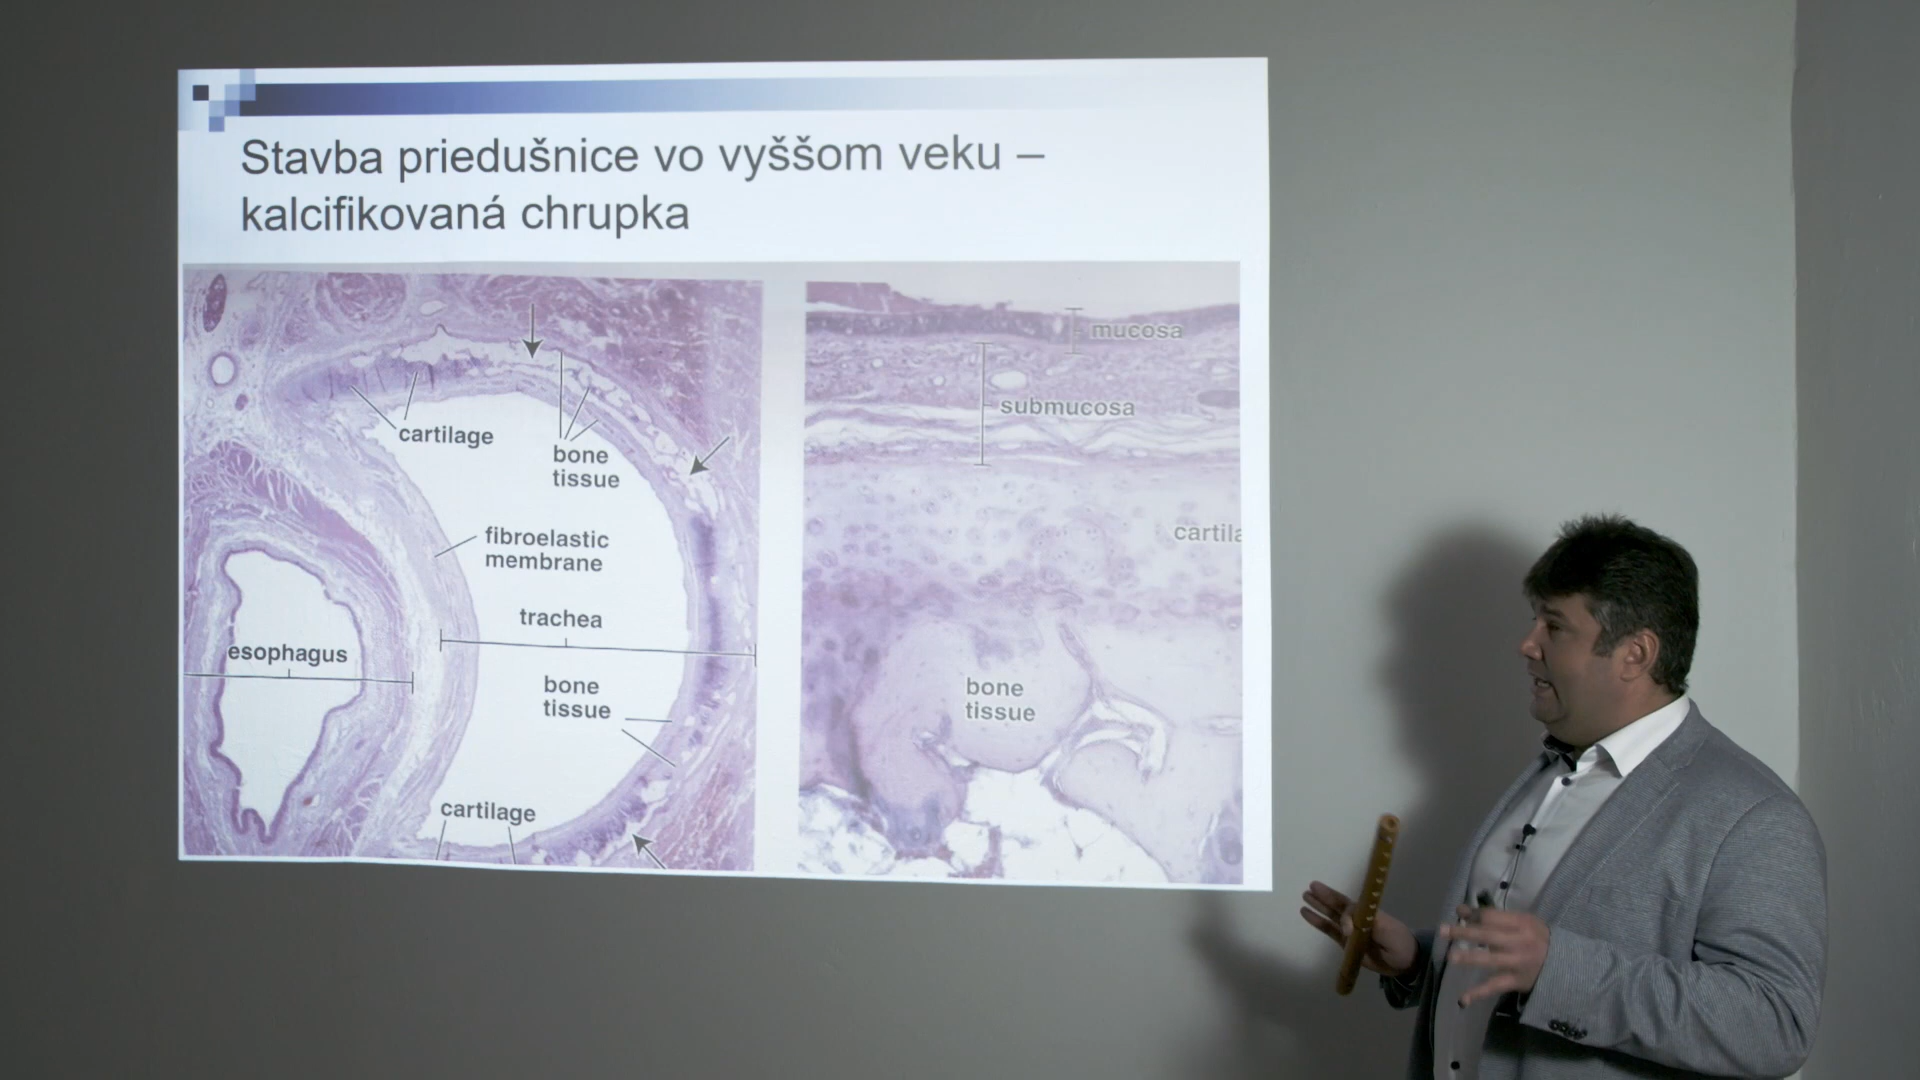 Stavba priedušnice vo vyššom veku –
kalcifikovaná chrupka
cartilage
bone
tissue
fibroelastic
membrane
trachea
esophagus
bone
tissue
cartilage
mucosa
submucosa
cartila
bone
tissue